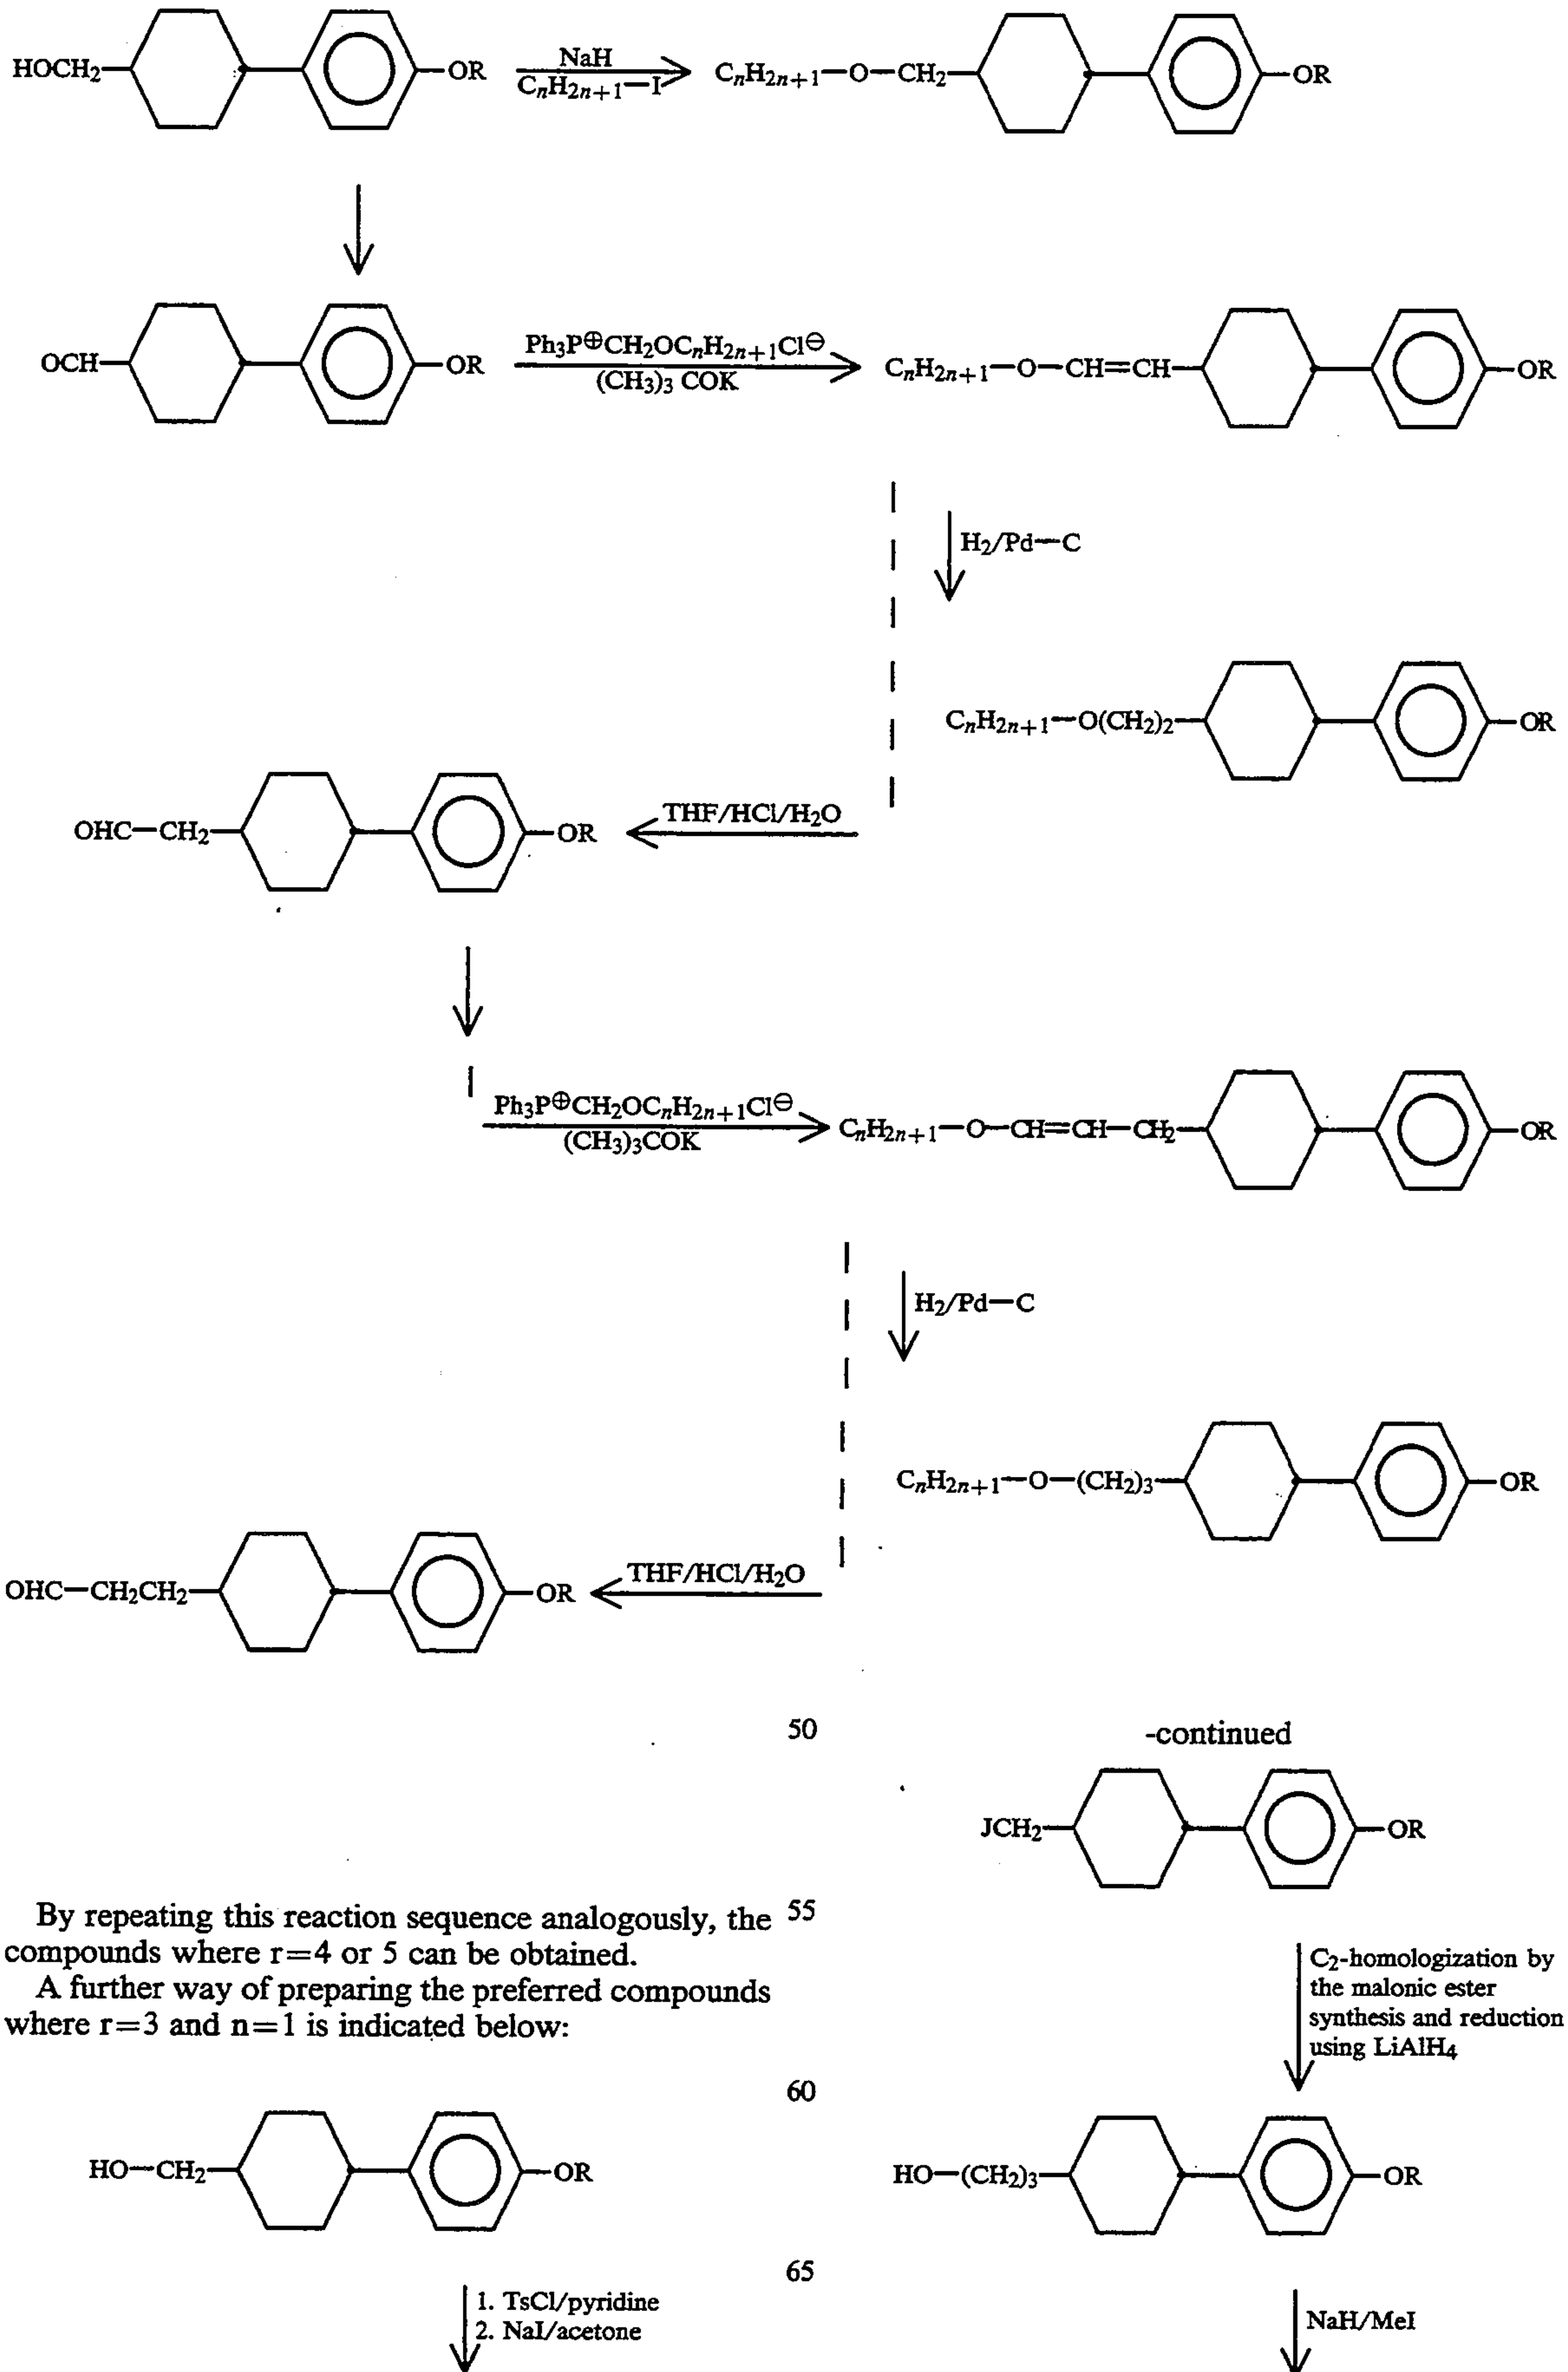 HOCH2 OR NaH CnH2n+1—I CnH2n+1—O—CH2 OR
OCH OR Ph3P⊕CH2OCnH2n+1Cl⊖ (CH3)3 COK CnH2n+1—O—CH=CH OR
H2/Pd—C
CnH2n+1—O(CH2)2 OR
OHC—CH2 OR THF/HCl/H2O
Ph3P⊕CH2OCnH2n+1Cl⊖ (CH3)3COK CnH2n+1—O—CH=CH—CH2 OR
H2/Pd—C
CnH2n+1—O—(CH2)3 OR
OHC—CH2CH2 OR THF/HCl/H2O
50
By repeating this reaction sequence analogously, the 55
compounds where r=4 or 5 can be obtained.
A further way of preparing the preferred compounds
where r=3 and n=1 is indicated below:
60
HO—CH2 OR
65
1. TsCl/pyridine
2. NaI/acetone
-continued
JCH2 OR
C2-homologization by
the malonic ester
synthesis and reduction
using LiAlH4
HO—(CH2)3 OR
NaH/MeI